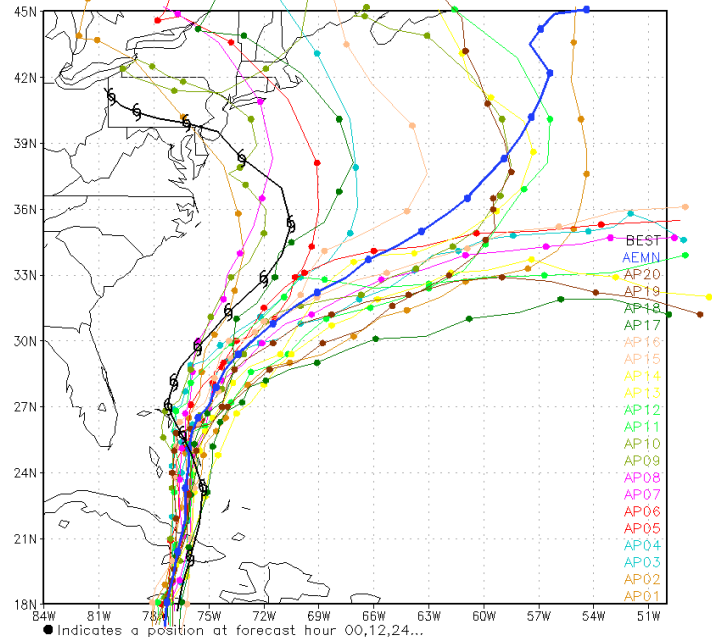 45N
42N
39N
36N
33N
30N
27N
24N
21N
18N
84W 81W 78W 75W 72W 69W 66W 63W 60W 57W 54W 51W
BEST
AEMN
AP20
AP19
AP18
AP17
AP16
AP15
AP14
AP13
AP12
AP11
AP10
AP09
AP08
AP07
AP06
AP05
AP04
AP03
AP02
AP01
Indicates a position at forecast hour 00,12,24...